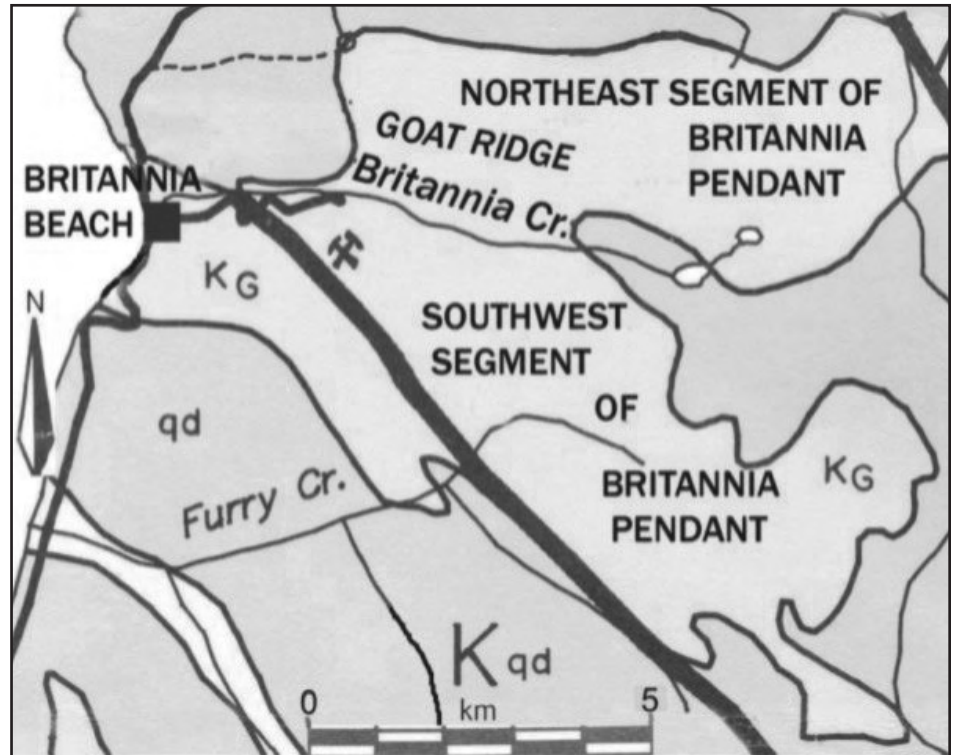 NORTHEAST SEGMENT OF
BRITANNIA
PENDANT
GOAT RIDGE
Britannia Cr.
BRITANNIA
BEACH
KG
N
SOUTHWEST
SEGMENT
OF
BRITANNIA
PENDANT
KG
qd
Furry Cr.
Kqd
0
5
km